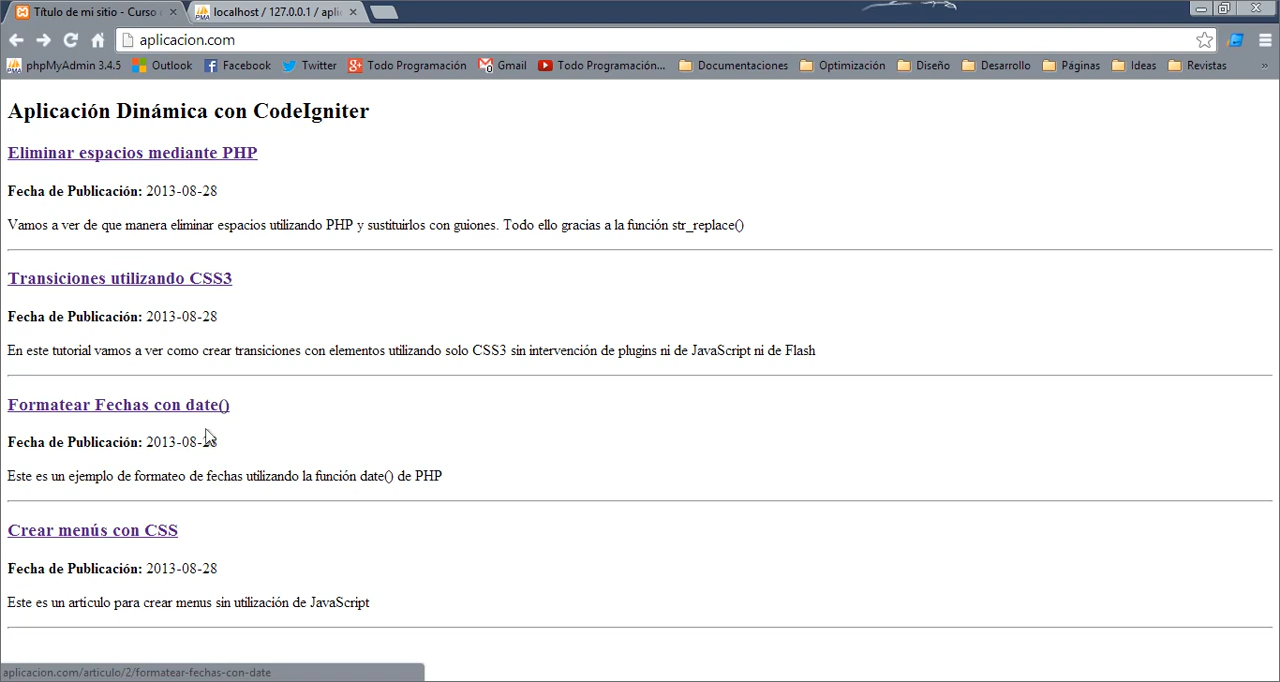 Título de mi sitio - Curso
localhost / 127.0.0.1 / apli
aplicacion.com
phpMyAdmin 3.4.5 Outlook Facebook Twitter Todo Programación Gmail Todo Programación... Documentaciones Optimización Diseño Desarrollo Páginas Ideas Revistas »
Aplicación Dinámica con CodeIgniter
Eliminar espacios mediante PHP
Fecha de Publicación: 2013-08-28
Vamos a ver de que manera eliminar espacios utilizando PHP y sustituirlos con guiones. Todo ello gracias a la función str_replace()
Transiciones utilizando CSS3
Fecha de Publicación: 2013-08-28
En este tutorial vamos a ver como crear transiciones con elementos utilizando solo CSS3 sin intervención de plugins ni de JavaScript ni de Flash
Formatear Fechas con date()
Fecha de Publicación: 2013-08-28
Este es un ejemplo de formateo de fechas utilizando la función date() de PHP
Crear menús con CSS
Fecha de Publicación: 2013-08-28
Este es un articulo para crear menus sin utilización de JavaScript
aplicacion.com/articulo/2/formatear-fechas-con-date